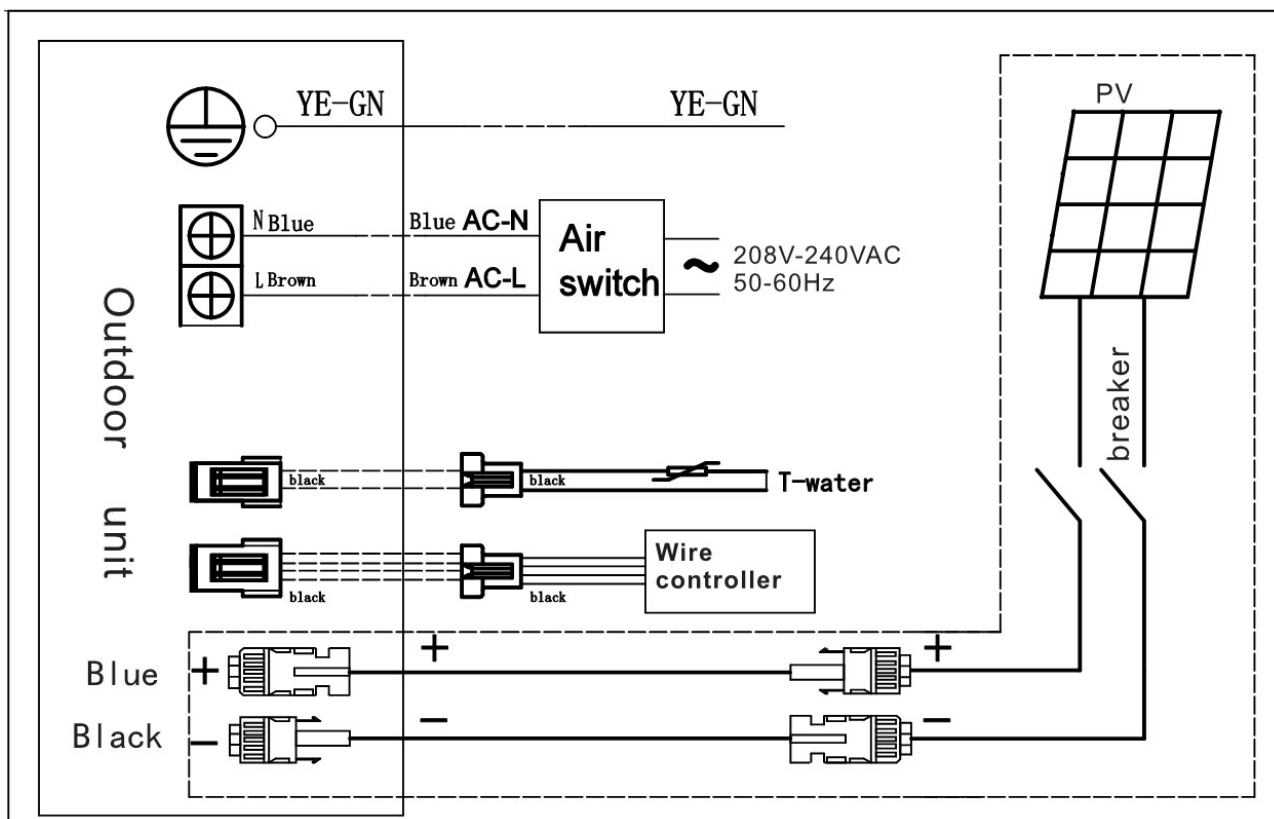 YE-GN
YE-GN
PV
N Blue
Blue AC-N
Air
switch
~
208V-240VAC
50-60Hz
L Brown
Brown AC-L
Outdoor unit
breaker
black
black
T-water
black
black
Wire
controller
Blue
+
+
+
Black
-
-
-